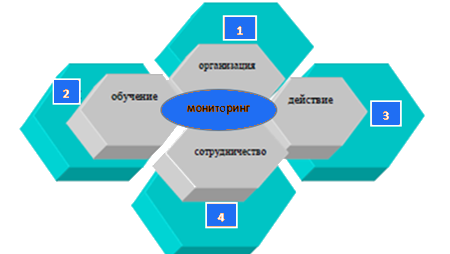 1
организация
2
обучение
мониторинг
действие
3
сотрудничество
4